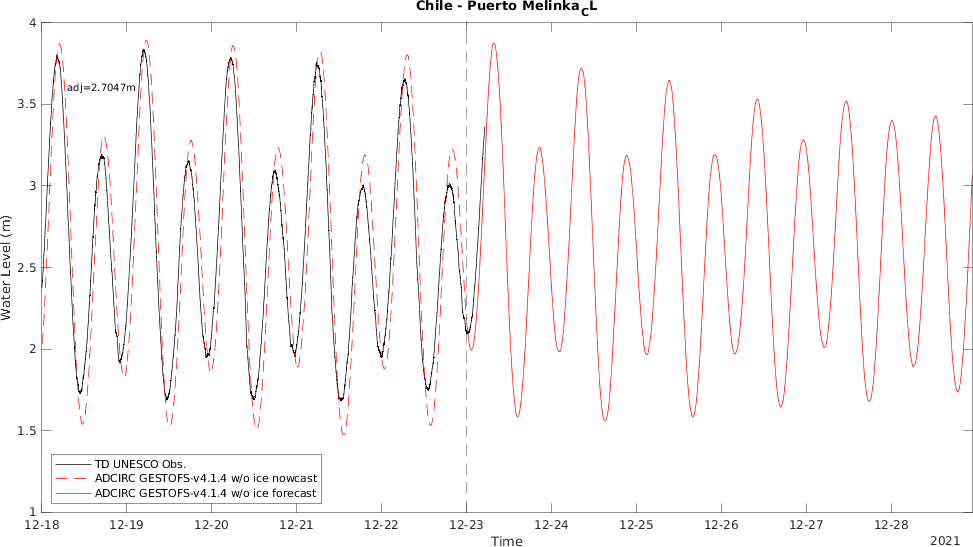 Chile - Puerto Melinka_CL
4
3.5
3
2.5
2
1.5
1
Water Level (m)
adj=2.7047m
TD UNESCO Obs.
ADCIRC GESTOFS-v4.1.4 w/o ice nowcast
ADCIRC GESTOFS-v4.1.4 w/o ice forecast
12-18 12-19 12-20 12-21 12-22 12-23 12-24 12-25 12-26 12-27 12-28
Time
2021